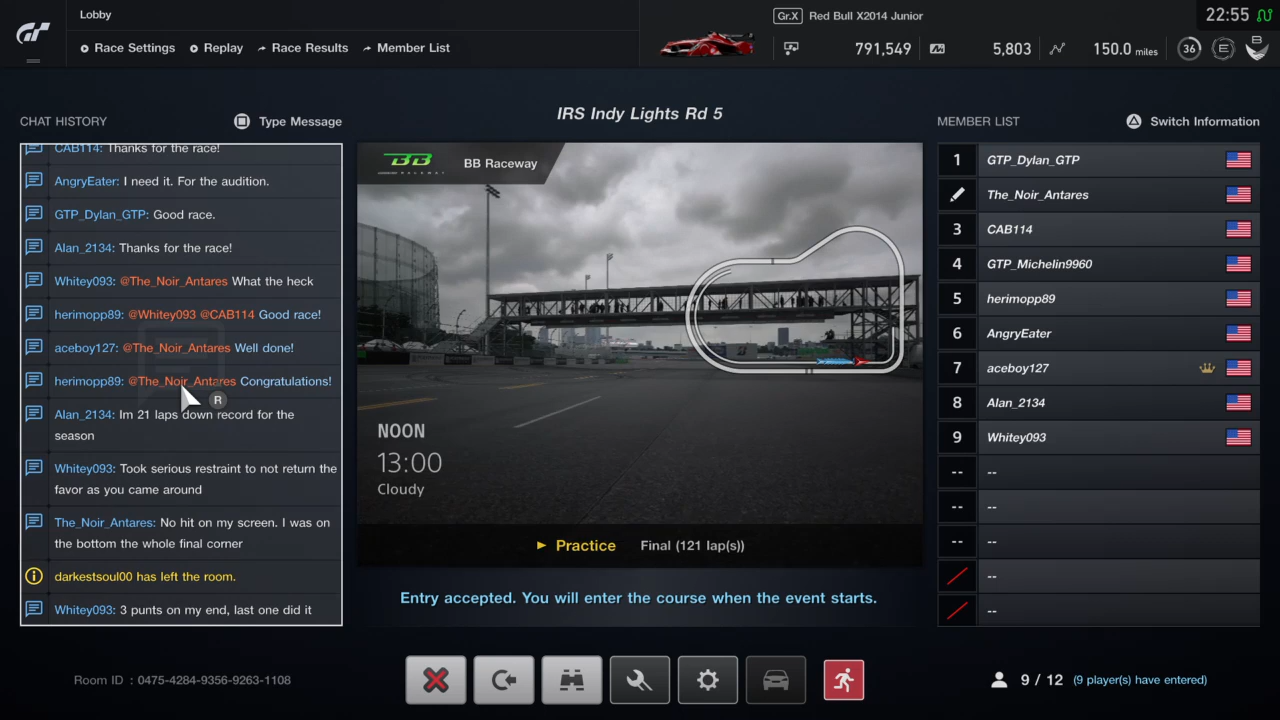 Lobby
Gr.X Red Bull X2014 Junior
22:55
Race Settings Replay Race Results Member List
791,549 5,803 150.0 miles 36 E B
CHAT HISTORY Type Message
CAB114: Thanks for the race!
AngryEater: I need it. For the audition.
GTP_Dylan_GTP: Good race.
Alan_2134: Thanks for the race!
Whitey093: @The_Noir_Antares What the heck
herimopp89: @Whitey093 @CAB114 Good race!
aceboy127: @The_Noir_Antares Well done!
herimopp89: @The_Noir_Antares Congratulations!
R
Alan_2134: Im 21 laps down record for the
season
Whitey093: Took serious restraint to not return the
favor as you came around
The_Noir_Antares: No hit on my screen. I was on
the bottom the whole final corner
darkestsoul00 has left the room.
Whitey093: 3 punts on my end, last one did it
IRS Indy Lights Rd 5
BB RACEWAY BB Raceway
NOON
13:00
Cloudy
Practice Final (121 lap(s))
Entry accepted. You will enter the course when the event starts.
MEMBER LIST Switch Information
1 GTP_Dylan_GTP
The_Noir_Antares
3 CAB114
4 GTP_Michelin9960
5 herimopp89
6 AngryEater
7 aceboy127
8 Alan_2134
9 Whitey093
-- --
-- --
-- --
--
--
Room ID : 0475-4284-9356-9263-1108
9 / 12 (9 player(s) have entered)